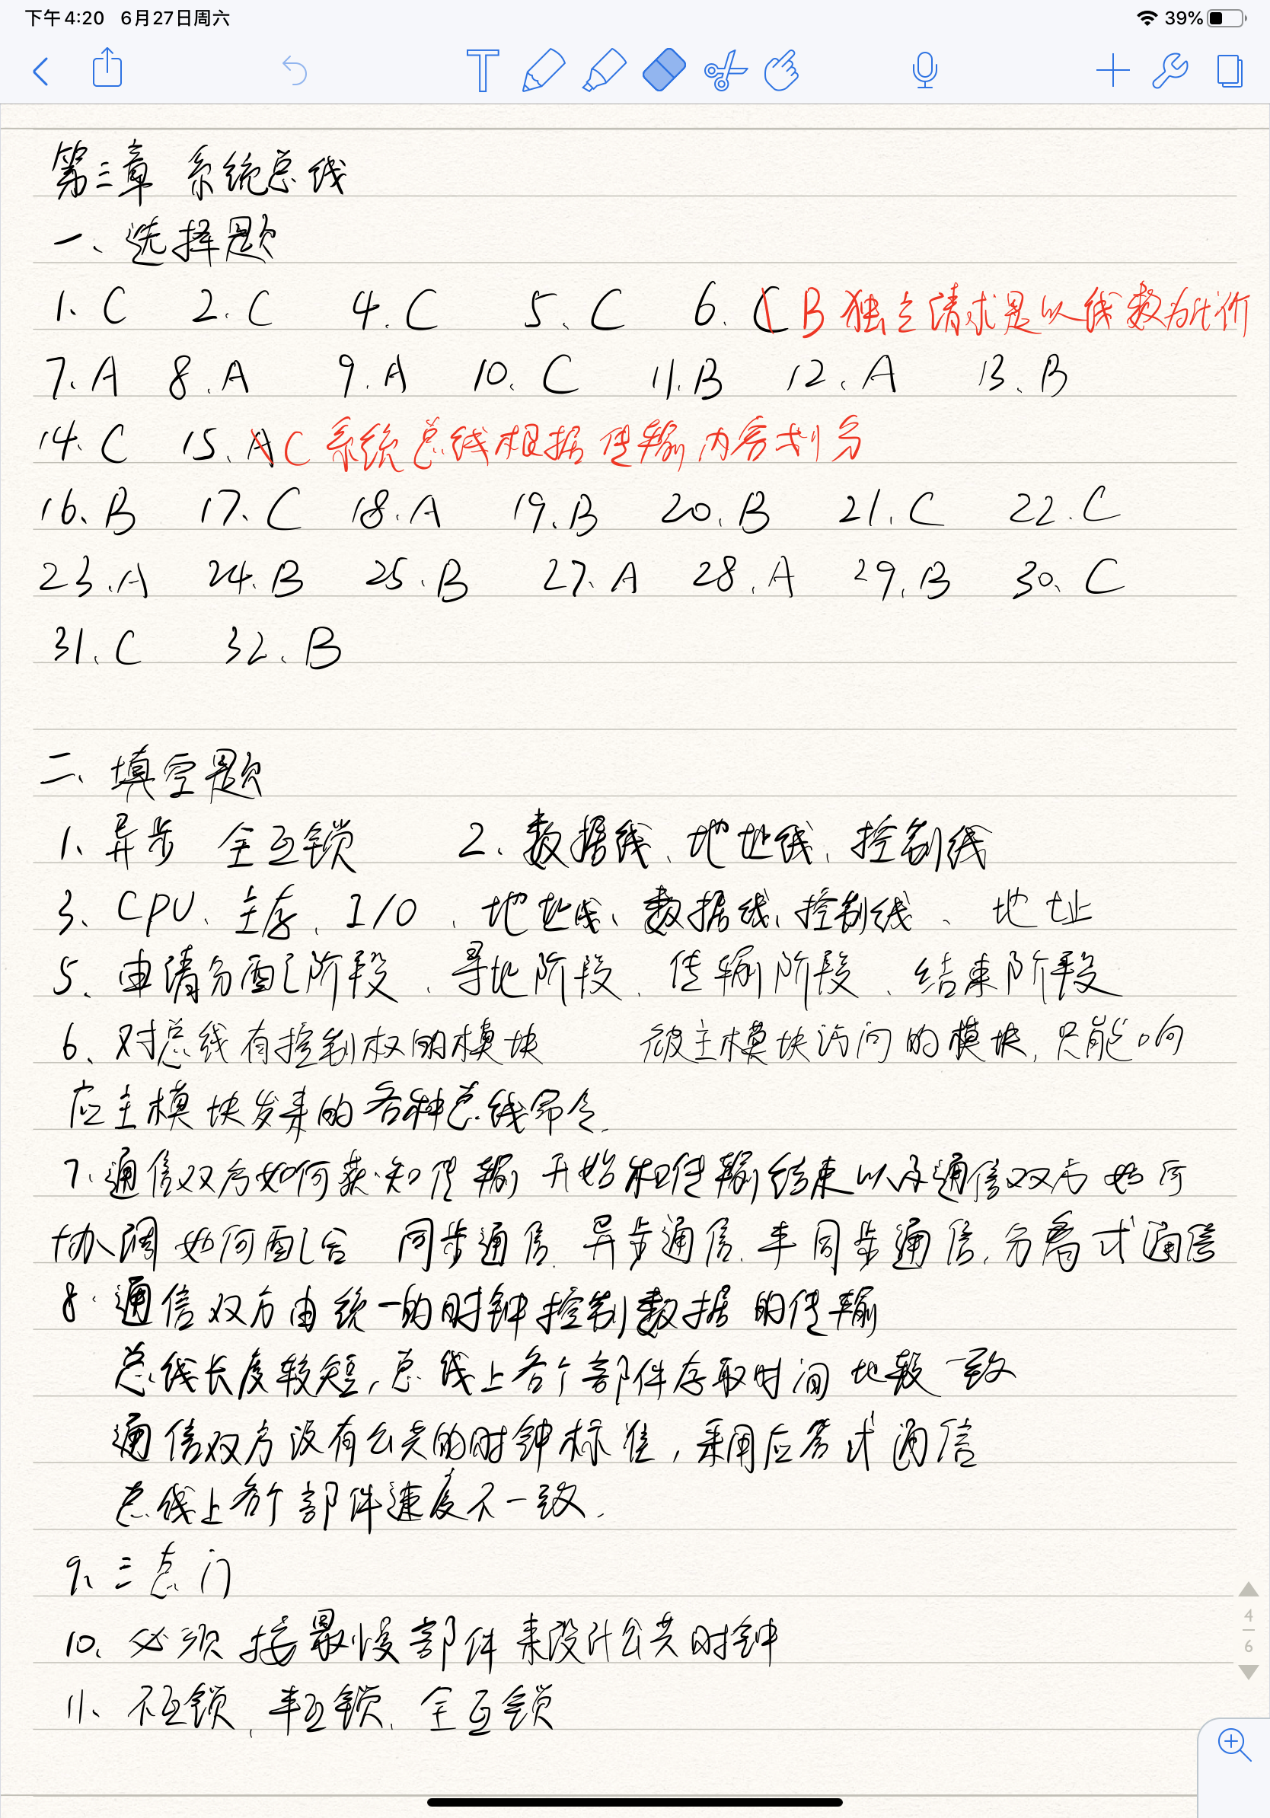 下午4:20 6月27日周六 39%
第三章 系统总线
一、选择题
1. C 2. C 4. C 5、C 6. C B 独立请求是以线数为代价
7. A 8. A 9. A 10. C 11. B 12. A 13. B
14. C 15. A C 系统总线根据传输内容划分
16. B 17. C 18. A 19. B 20. B 21. C 22. C
23. A 24. B 25. B 27. A 28. A 29. B 30. C
31. C 32. B
二、填空题
1、异步 全互锁 2、数据线、地址线、控制线
3、CPU、主存、I/O、地址线、数据线、控制线、地址
5、申请分配阶段、寻址阶段、传输阶段、结束阶段
6、对总线有控制权的模块 被主模块访问的模块,只能响
应主模块发来的各种总线命令.
7、通信双方如何获知传输开始和传输结束以及通信双方如何
协调如何配合 同步通信、异步通信、半同步通信、分离式通信
8. 通信双方由统一的时钟控制数据的传输
总线长度较短,总线上各个部件存取时间比较一致
通信双方没有公共的时钟标准,采用应答式通信
总线上各个部件速度不一致.
9、三态门
10、必须按最慢部件来设计公共时钟
11、不互锁、半互锁、全互锁
4
6